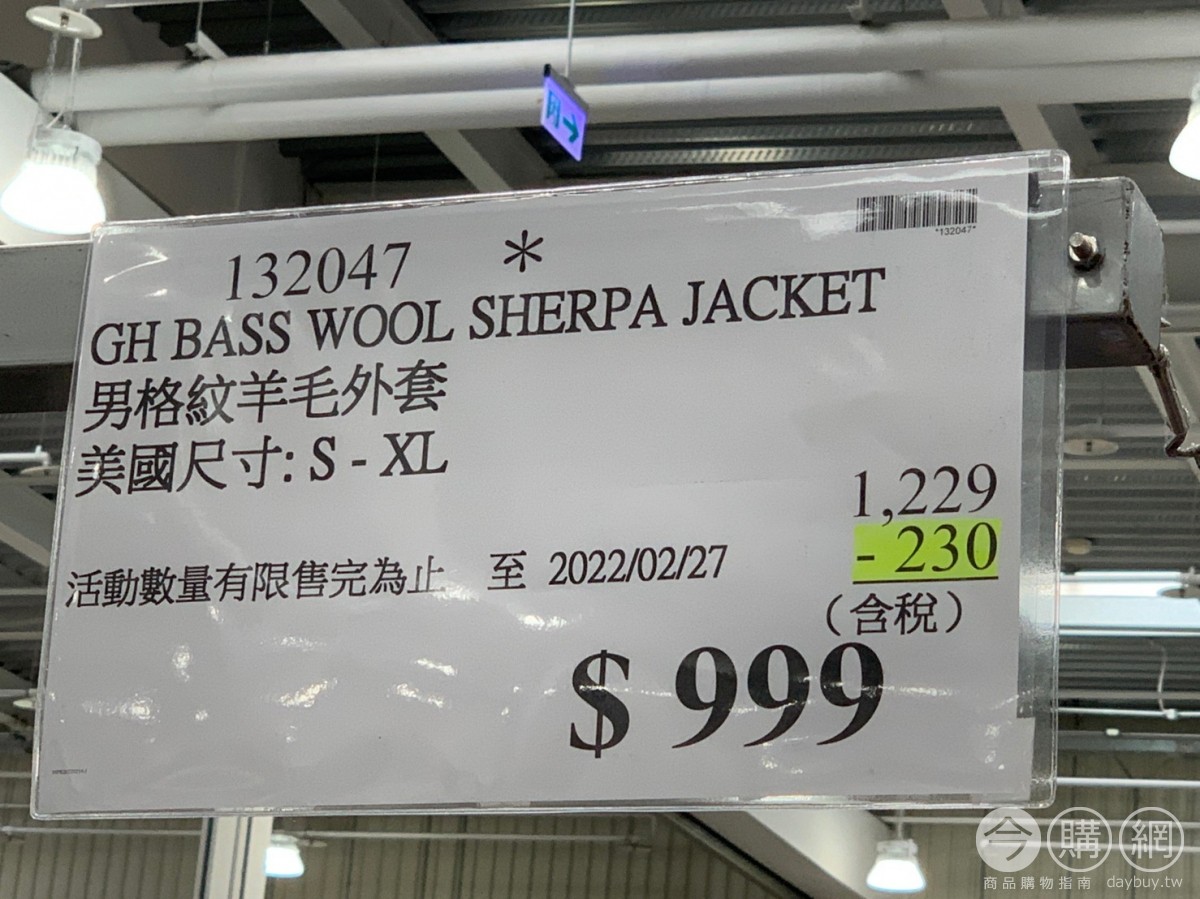 132047 *
*132047*
GH BASS WOOL SHERPA JACKET
男格紋羊毛外套
美國尺寸: S - XL
1,229
- 230
活動數量有限售完為止 至 2022/02/27
（含稅）
$ 999
今購網
商品購物指南 daybuy.tw